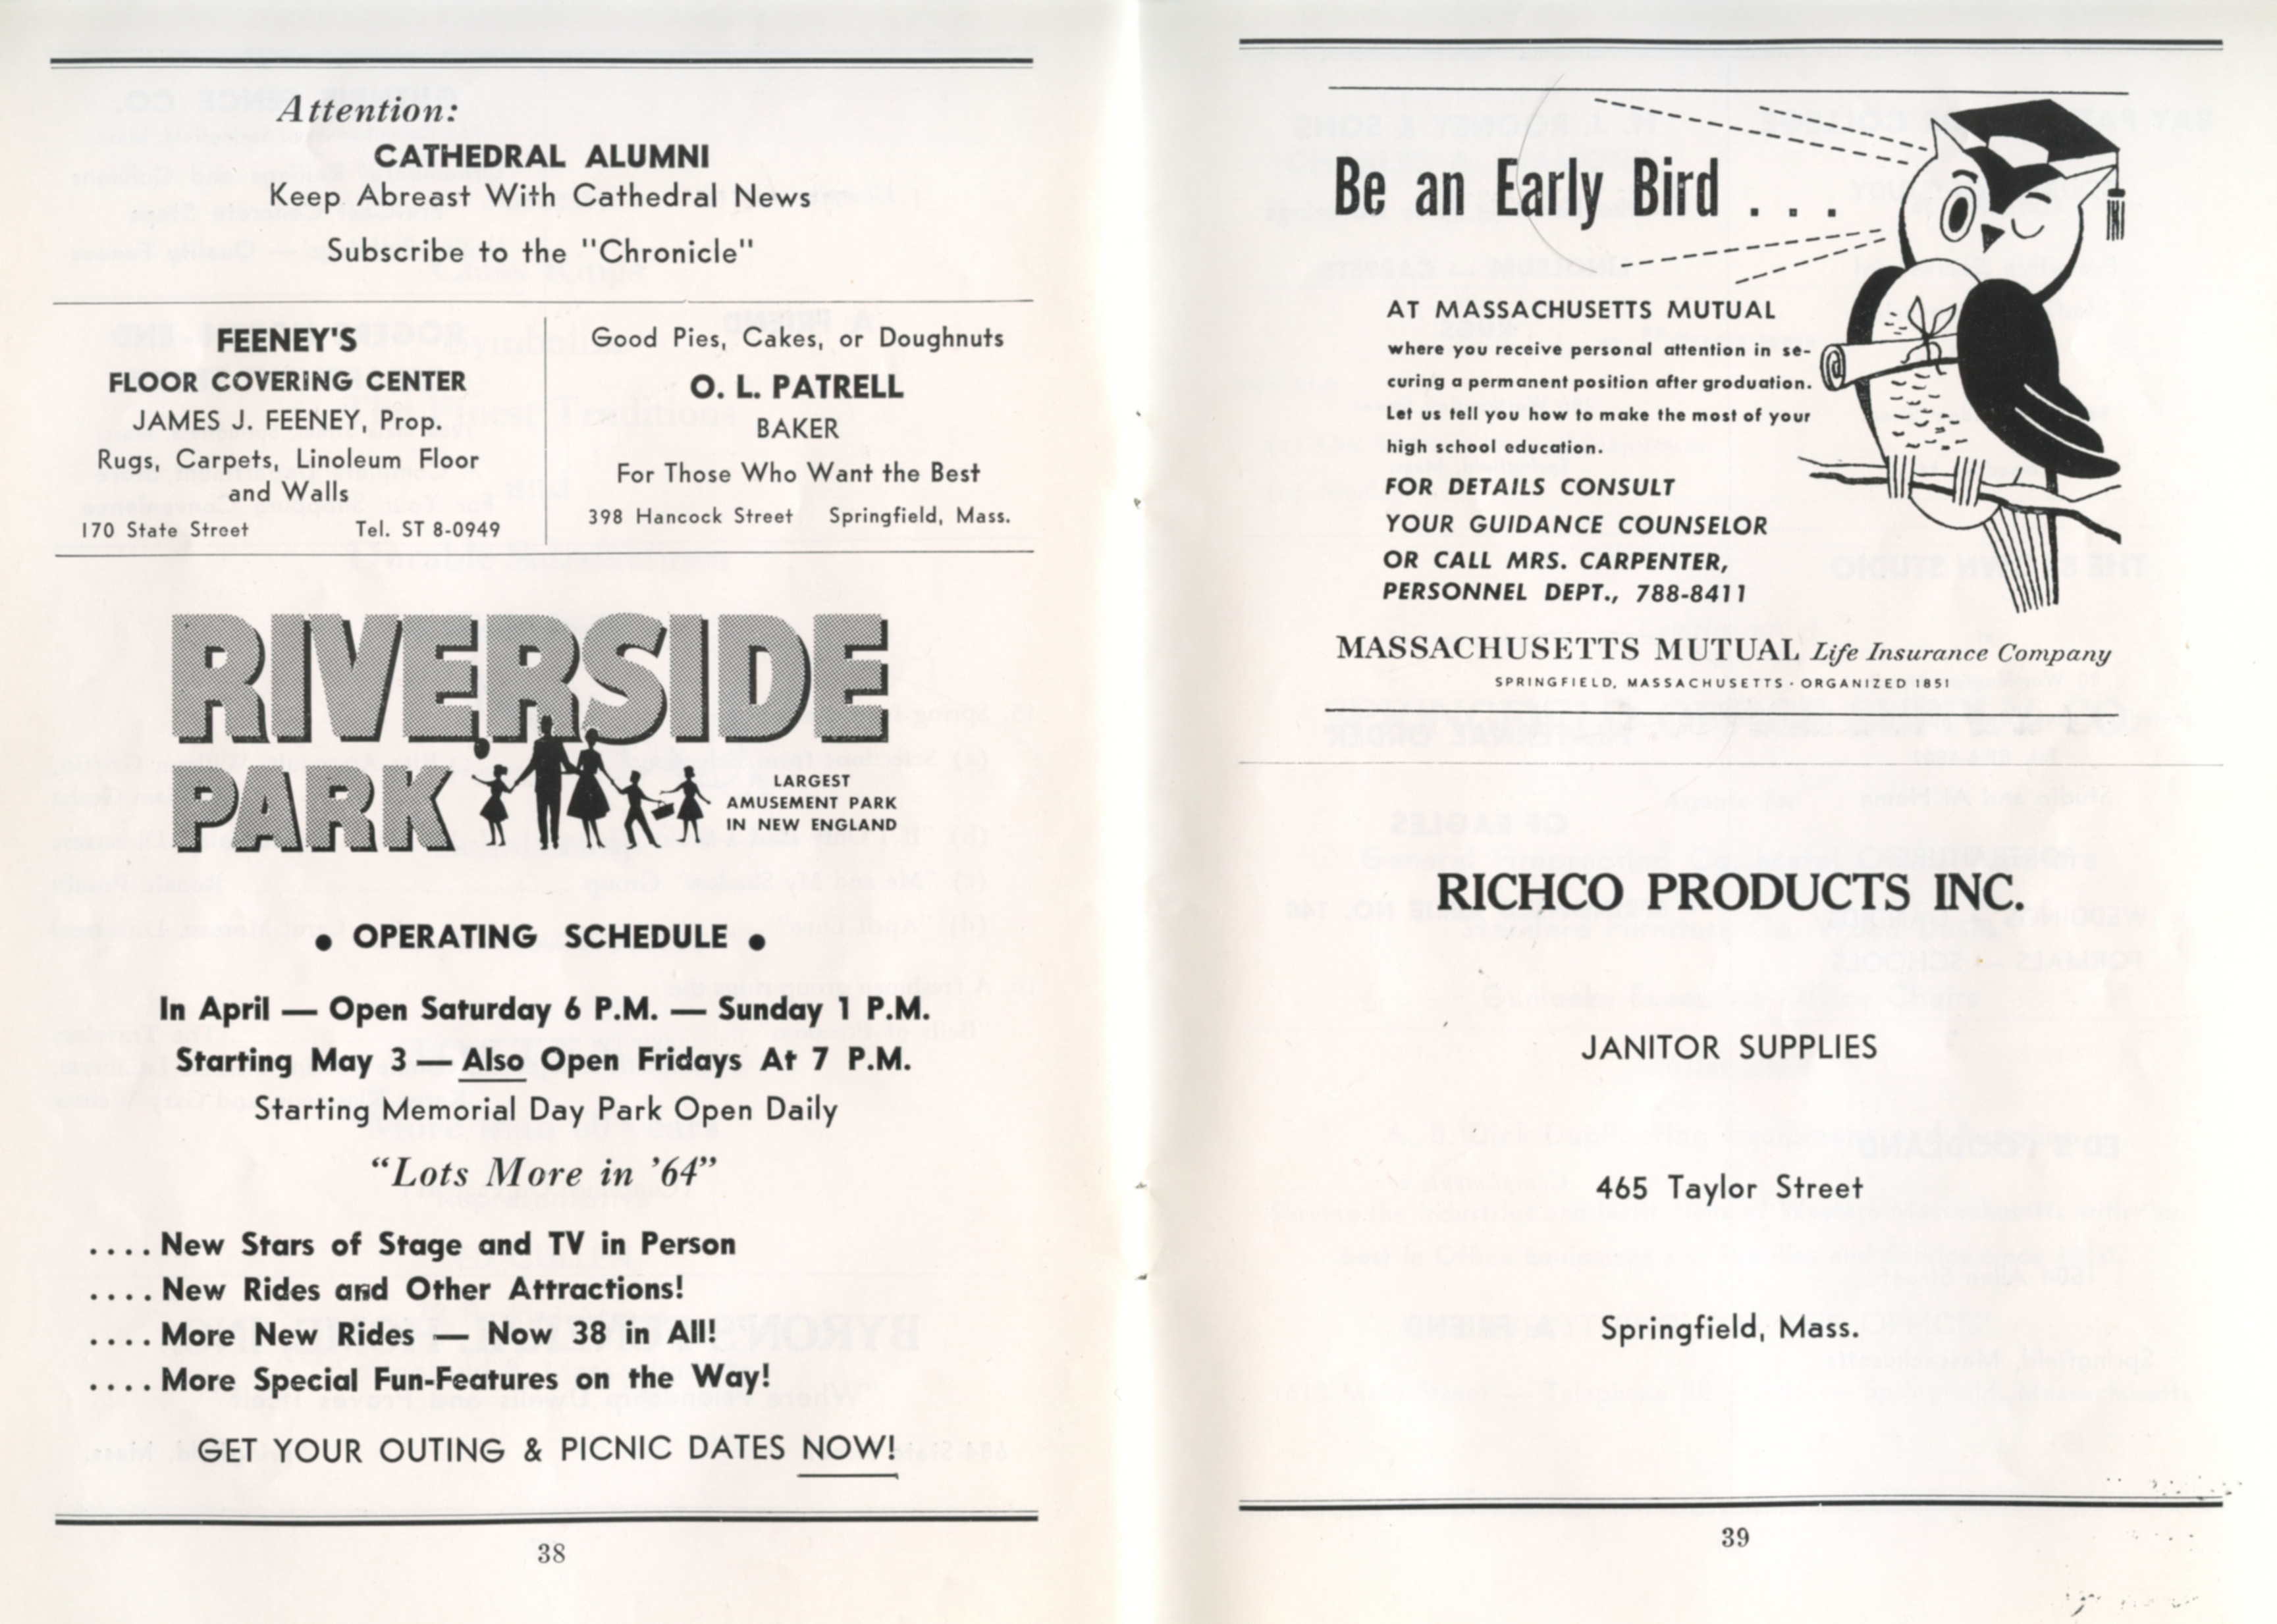 Attention:
CATHEDRAL ALUMNI
Keep Abreast With Cathedral News
Subscribe to the "Chronicle"
FEENEY'S
FLOOR COVERING CENTER
JAMES J. FEENEY, Prop.
Rugs, Carpets, Linoleum Floor
and Walls
170 State Street Tel. ST 8-0949
Good Pies, Cakes, or Doughnuts
O. L. PATRELL
BAKER
For Those Who Want the Best
398 Hancock Street Springfield, Mass.
RIVERSIDE
PARK
LARGEST
AMUSEMENT PARK
IN NEW ENGLAND
• OPERATING SCHEDULE •
In April — Open Saturday 6 P.M. — Sunday 1 P.M.
Starting May 3 — Also Open Fridays At 7 P.M.
Starting Memorial Day Park Open Daily
“Lots More in ’64”
.... New Stars of Stage and TV in Person
.... New Rides and Other Attractions!
.... More New Rides — Now 38 in All!
.... More Special Fun-Features on the Way!
GET YOUR OUTING & PICNIC DATES NOW!
38
Be an Early Bird . . .
AT MASSACHUSETTS MUTUAL
where you receive personal attention in se-
curing a permanent position after graduation.
Let us tell you how to make the most of your
high school education.
FOR DETAILS CONSULT
YOUR GUIDANCE COUNSELOR
OR CALL MRS. CARPENTER,
PERSONNEL DEPT., 788-8411
MASSACHUSETTS MUTUAL Life Insurance Company
SPRINGFIELD, MASSACHUSETTS · ORGANIZED 1851
RICHCO PRODUCTS INC.
JANITOR SUPPLIES
465 Taylor Street
Springfield, Mass.
39